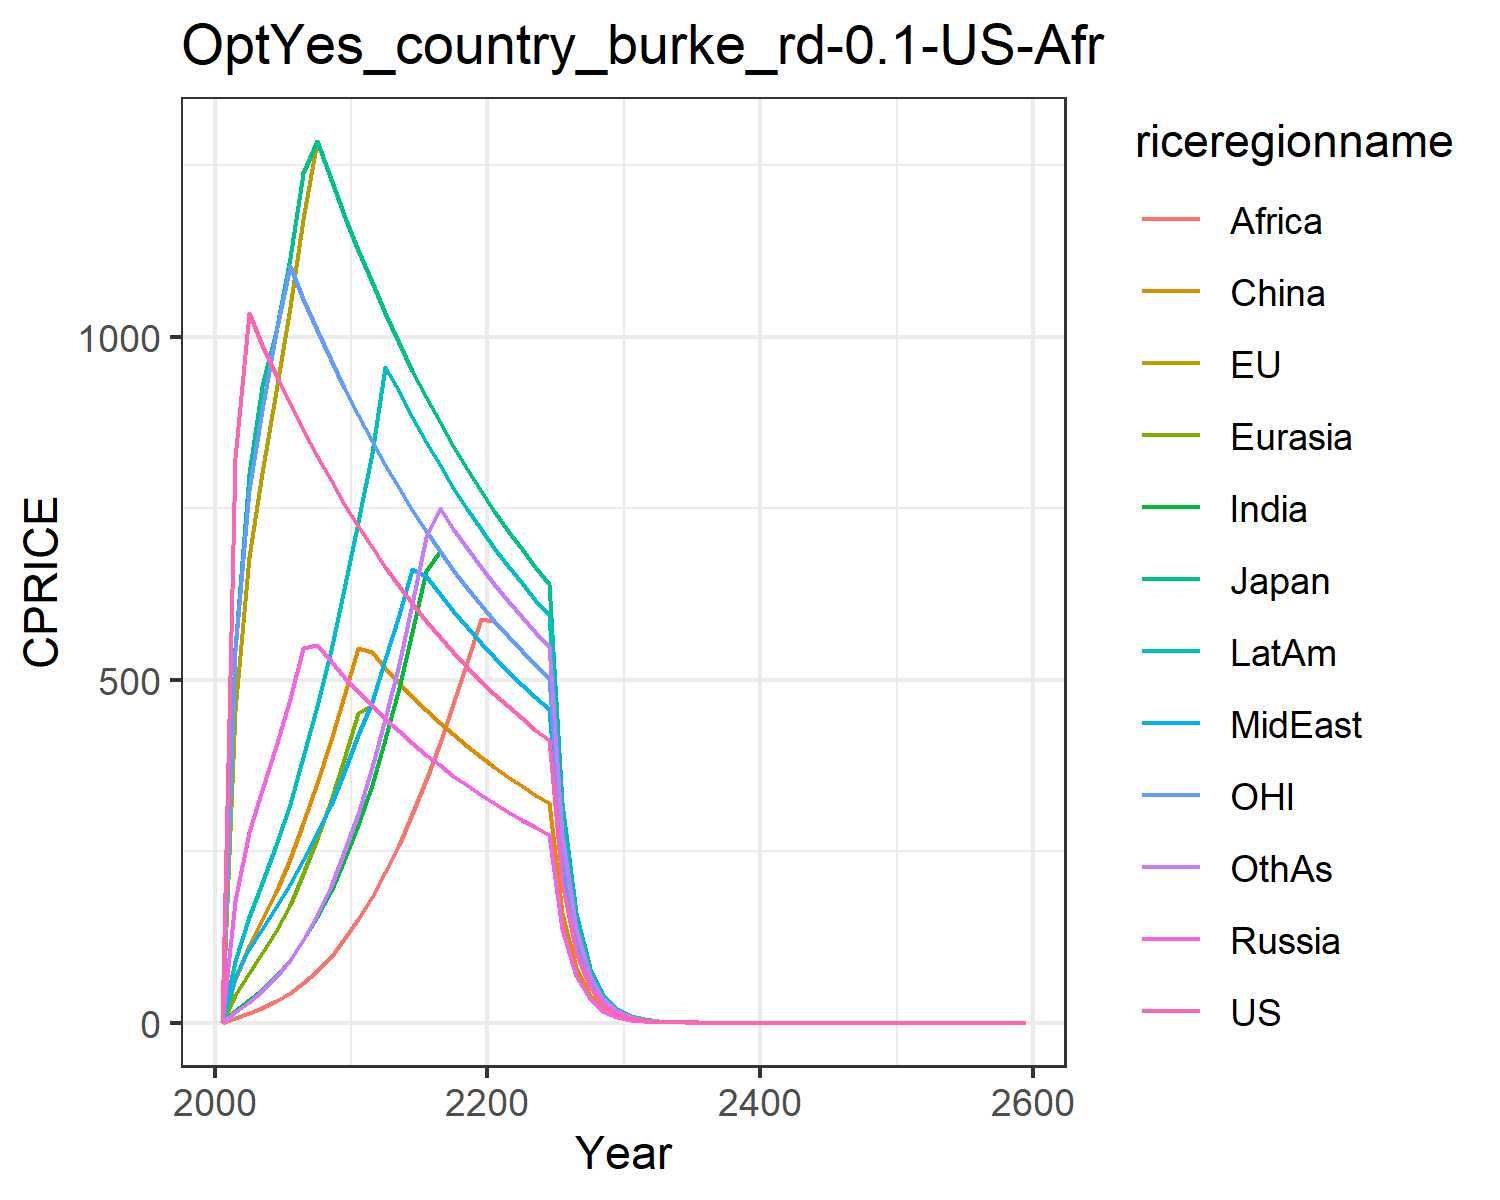 OptYes_country_burke_rd-0.1-US-Afr
CPRICE
1000
500
0
2000
2200
2400
2600
Year
riceregionname
Africa
China
EU
Eurasia
India
Japan
LatAm
MidEast
OHI
OthAs
Russia
US